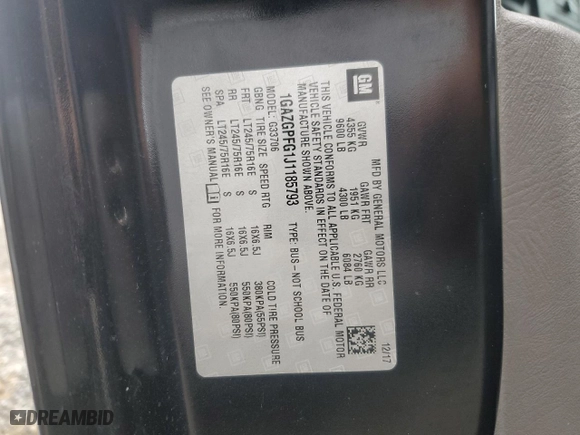 GM
MFD BY GENERAL MOTORS LLC
12/17
GVWR GAWR FRT GAWR RR
4355 KG 1951 KG 2760 KG
9600 LB 4300 LB 6084 LB
THIS VEHICLE CONFORMS TO ALL APPLICABLE U.S. FEDERAL MOTOR
VEHICLE SAFETY STANDARDS IN EFFECT ON THE DATE OF
MANUFACTURE SHOWN ABOVE.
1GAZGPFG1J1185793 TYPE: BUS–NOT SCHOOL BUS
MODEL: G33706
GBNG TIRE SIZE SPEED RTG RIM COLD TIRE PRESSURE
FRT LT245/75R16E S 16X6.5J 380KPA(55PSI)
RR LT245/75R16E S 16X6.5J 550KPA(80PSI)
SPA LT245/75R16E S 16X6.5J 550KPA(80PSI)
SEE OWNER'S MANUAL FOR MORE INFORMATION.
DREAMBID